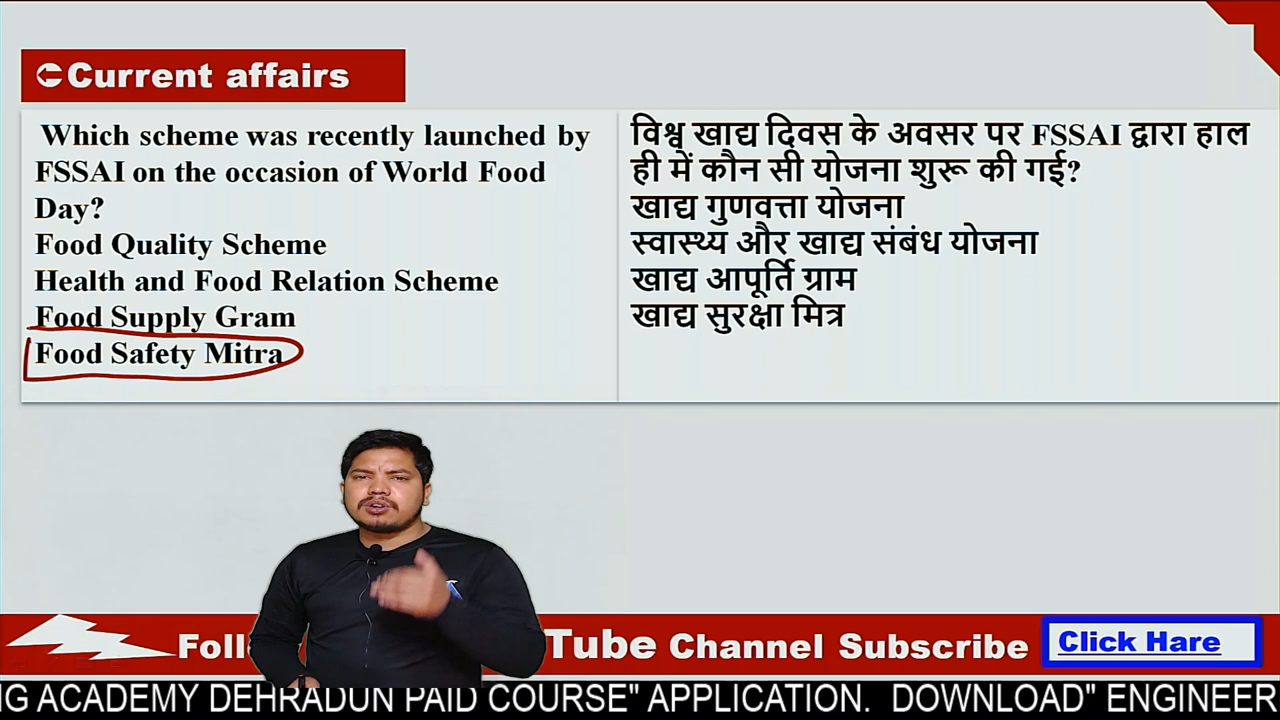 Current affairs
Which scheme was recently launched by
FSSAI on the occasion of World Food
Day?
Food Quality Scheme
Health and Food Relation Scheme
Food Supply Gram
Food Safety Mitra
विश्व खाद्य दिवस के अवसर पर FSSAI द्वारा हाल
ही में कौन सी योजना शुरू की गई?
खाद्य गुणवत्ता योजना
स्वास्थ्य और खाद्य संबंध योजना
खाद्य आपूर्ति ग्राम
खाद्य सुरक्षा मित्र
Tube Channel Subscribe
Click Hare
ACADEMY DEHRADUN PAID COURSE" APPLICATION. DOWNLOAD"